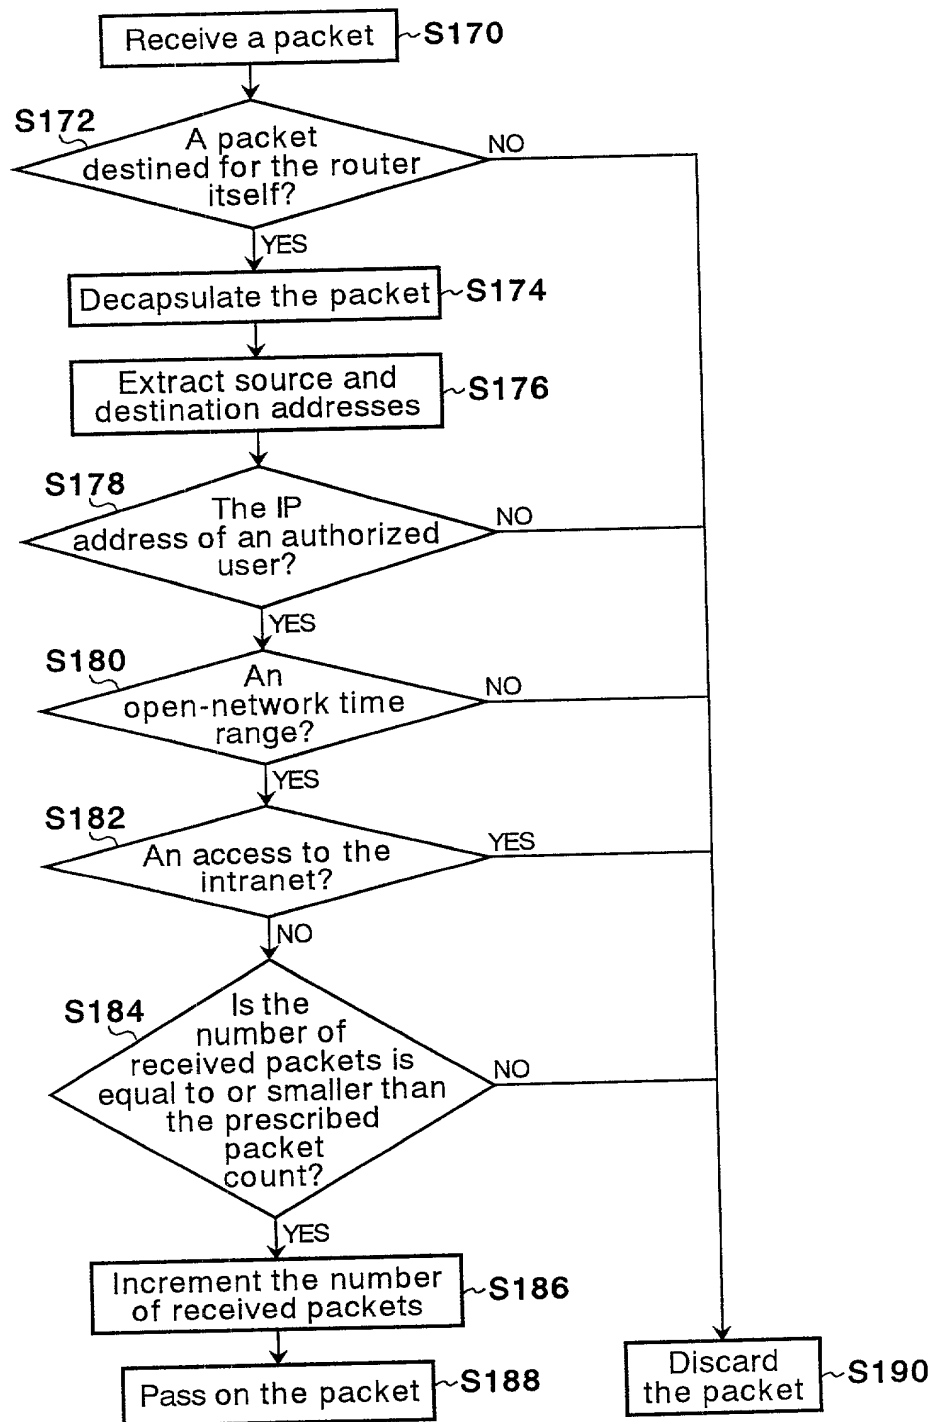 Receive a packet
S170
S172
A packet
destined for the router
itself?
NO
YES
Decapsulate the packet
S174
Extract source and
destination addresses
S176
S178
The IP
address of an authorized
user?
NO
YES
S180
An
open-network time
range?
NO
YES
S182
An access to the
intranet?
YES
NO
S184
Is the
number of
received packets is
equal to or smaller than
the prescribed
packet
count?
NO
YES
Increment the number
of received packets
S186
Pass on the packet
S188
Discard
the packet
S190